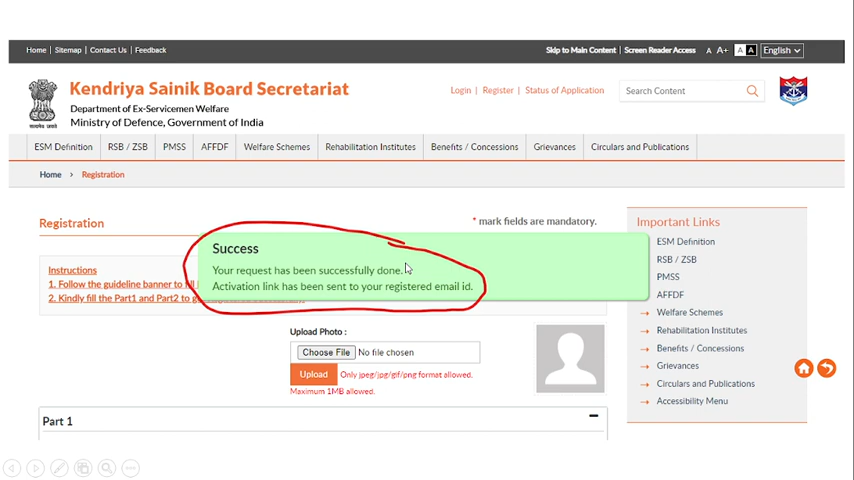 Home | Sitemap | Contact Us | Feedback
Skip to Main Content | Screen Reader Access A A+ A A English
Kendriya Sainik Board Secretariat
Department of Ex-Servicemen Welfare
Ministry of Defence, Government of India
Login | Register | Status of Application
Search Content
ESM Definition RSB / ZSB PMSS AFFDF Welfare Schemes Rehabilitation Institutes Benefits / Concessions Grievances Circulars and Publications
Home > Registration
Registration
* mark fields are mandatory.
Success
Your request has been successfully done.
Activation link has been sent to your registered email id.
Instructions
1. Follow the guideline banner to fill
2. Kindly fill the Part1 and Part2 to
Upload Photo :
Choose File No file chosen
Upload Only jpeg/jpg/gif/png format allowed.
Maximum 1MB allowed.
Part 1
Important Links
ESM Definition
RSB / ZSB
PMSS
AFFDF
Welfare Schemes
Rehabilitation Institutes
Benefits / Concessions
Grievances
Circulars and Publications
Accessibility Menu